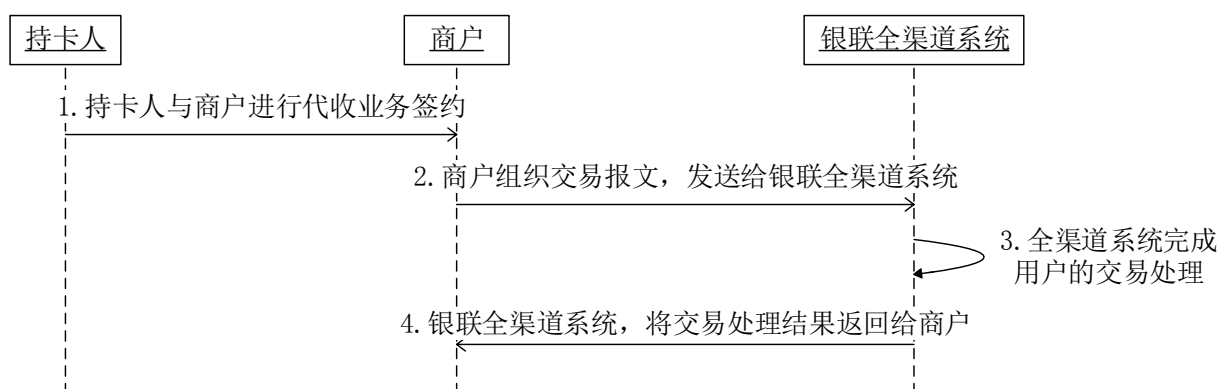 持卡人
商户
银联全渠道系统
1.持卡人与商户进行代收业务签约
2.商户组织交易报文，发送给银联全渠道系统
3.全渠道系统完成
用户的交易处理
4.银联全渠道系统，将交易处理结果返回给商户